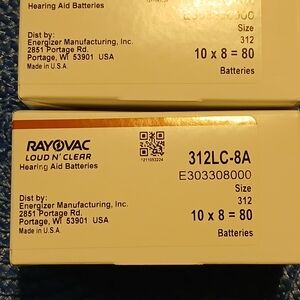 Hearing Aid Batteries
E303308000
Size
312
Dist by:
Energizer Manufacturing, Inc.
2851 Portage Rd.
Portage, WI 53901 USA
Made in U.S.A.
10 x 8 = 80
Batteries
RAYOVAC
LOUD N' CLEAR
Hearing Aid Batteries
312LC-8A
E303308000
Size
312
Dist by:
Energizer Manufacturing, Inc.
2851 Portage Rd.
Portage, WI 53901 USA
Made in U.S.A.
10 x 8 = 80
Batteries